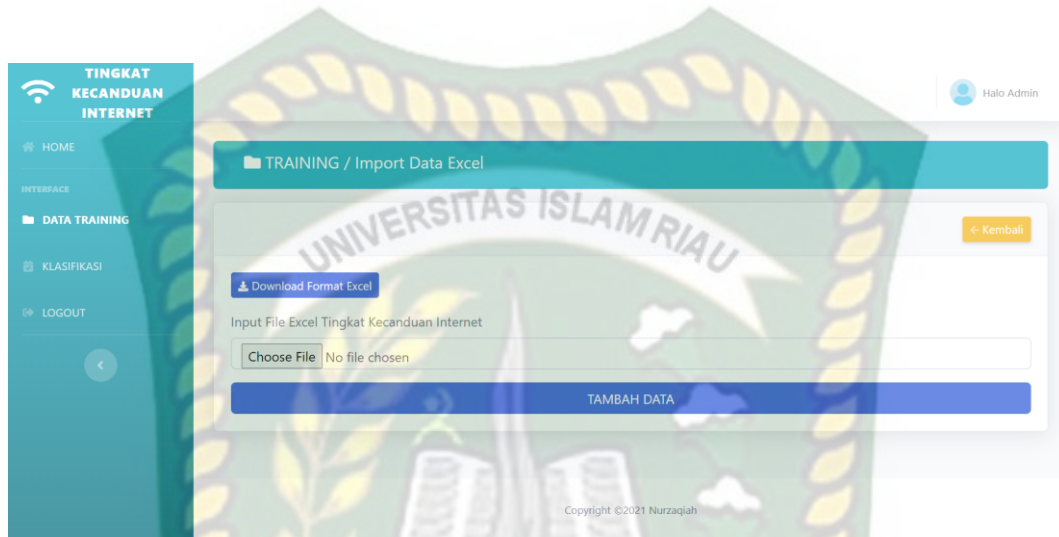 TINGKAT
KECANDUAN
INTERNET
Halo Admin
HOME
TRAINING / Import Data Excel
INTERFACE
DATA TRAINING
UNIVERSITAS ISLAM RIAU
← Kembali
KLASIFIKASI
Download Format Excel
LOGOUT
Input File Excel Tingkat Kecanduan Internet
Choose File No file chosen
TAMBAH DATA
Copyright ©2021 Nurzaqiah